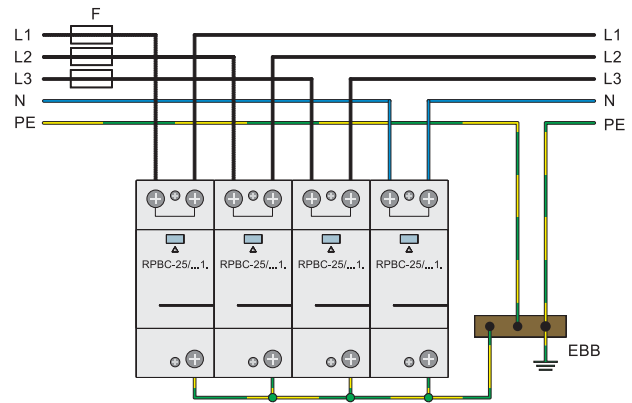 F
L1 L1
L2 L2
L3 L3
N N
PE PE
RPBC-25/...1. RPBC-25/...1. RPBC-25/...1. RPBC-25/...1.
EBB